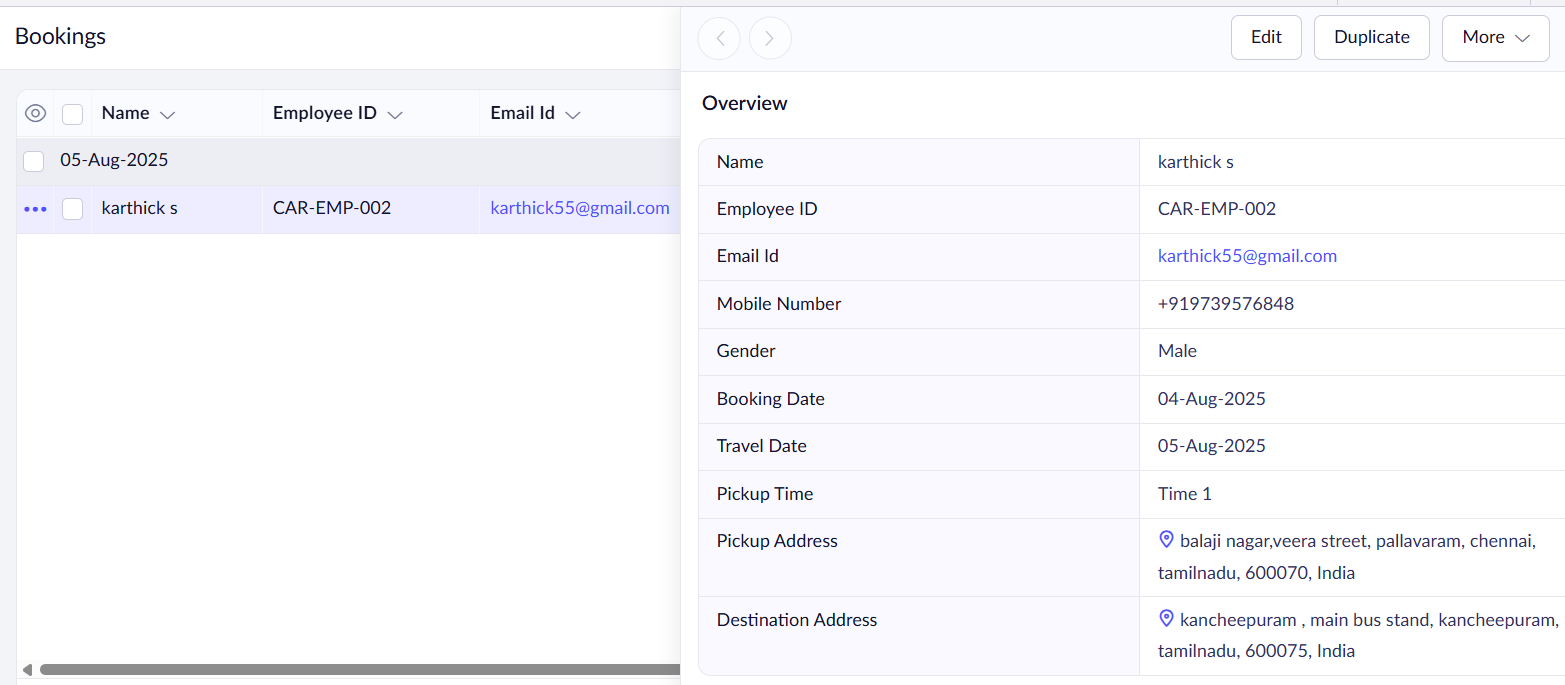 Bookings
Edit Duplicate More
Name Employee ID Email Id
05-Aug-2025
karthick s CAR-EMP-002 karthick55@gmail.com
Overview
Name karthick s
Employee ID CAR-EMP-002
Email Id karthick55@gmail.com
Mobile Number +919739576848
Gender Male
Booking Date 04-Aug-2025
Travel Date 05-Aug-2025
Pickup Time Time 1
Pickup Address balaji nagar,veera street, pallavaram, chennai,
tamilnadu, 600070, India
Destination Address kancheepuram , main bus stand, kancheepuram,
tamilnadu, 600075, India